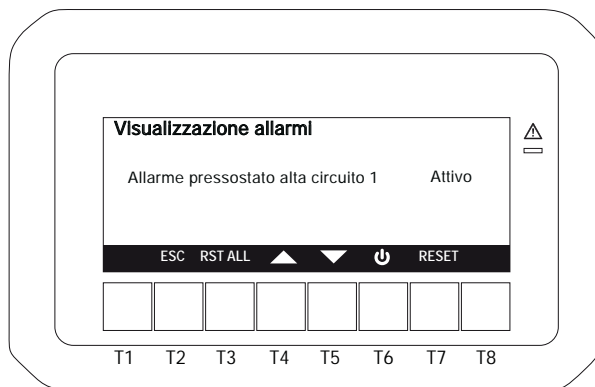 Visualizzazione allarmi
Allarme pressostato alta circuito 1 Attivo
ESC RST ALL RESET
T1 T2 T3 T4 T5 T6 T7 T8